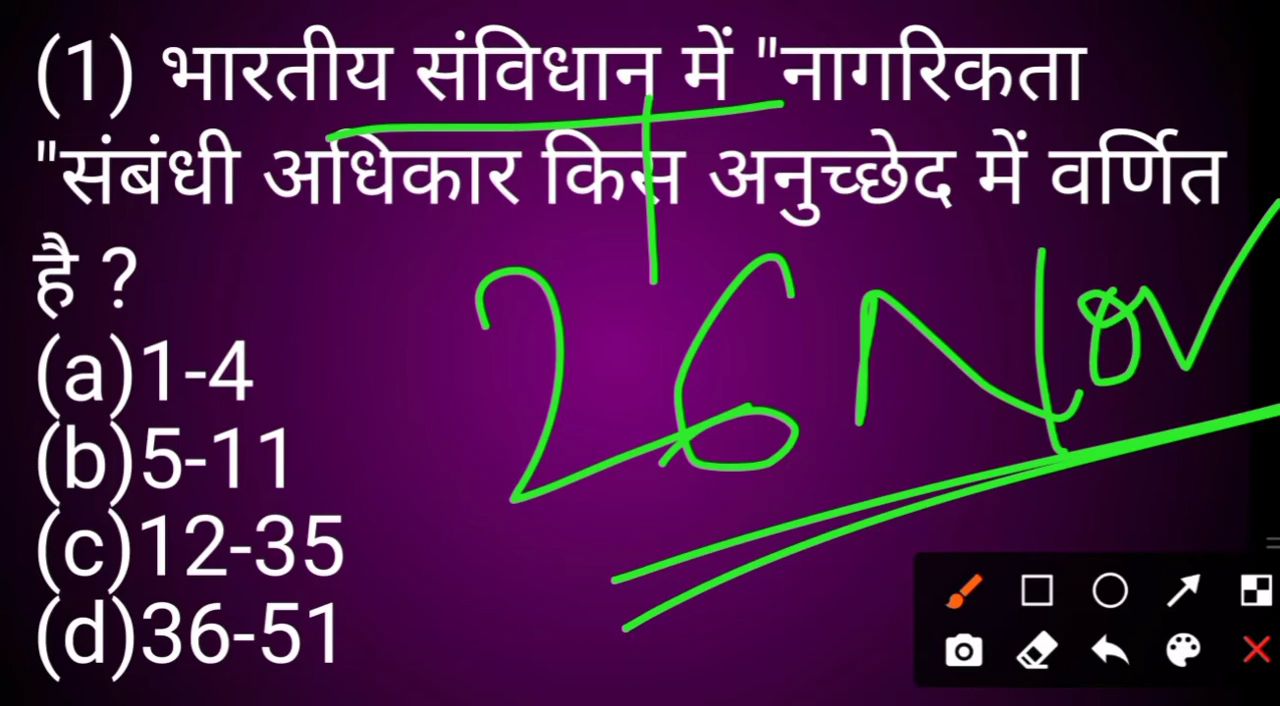 (1) भारतीय संविधान में "नागरिकता
"संबंधी अधिकार किस अनुच्छेद में वर्णित
है ?
(a)1-4
(b)5-11
(c)12-35
(d)36-51
26 Nov